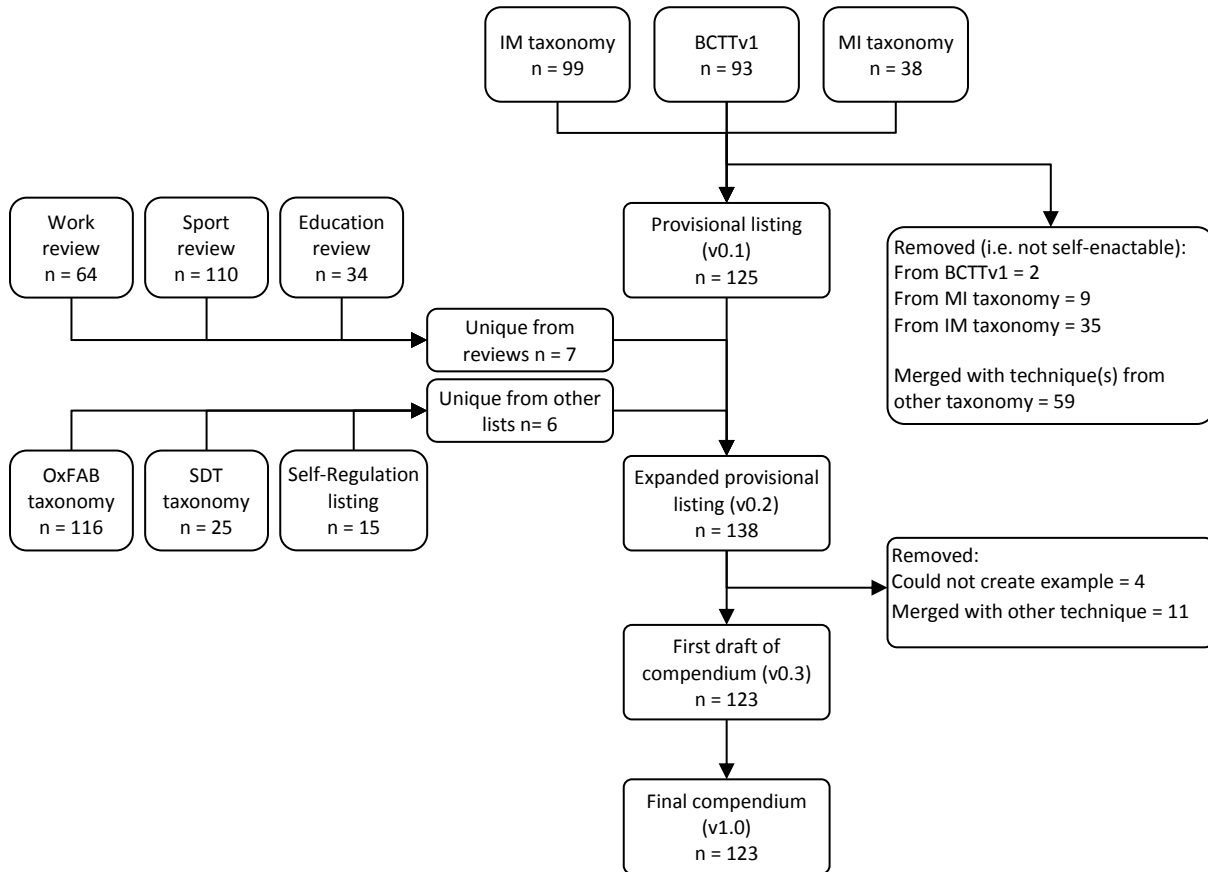 IM taxonomy
n = 99
BCTTv1
n = 93
MI taxonomy
n = 38
Work
review
n = 64
Sport
review
n = 110
Education
review
n = 34
Provisional listing
(v0.1)
n = 125
Removed (i.e. not self-enactable):
From BCTTv1 = 2
From MI taxonomy = 9
From IM taxonomy = 35
Merged with technique(s) from
other taxonomy = 59
Unique from
reviews n = 7
Unique from other
lists n= 6
OxFAB
taxonomy
n = 116
SDT
taxonomy
n = 25
Self-Regulation
listing
n = 15
Expanded provisional
listing (v0.2)
n = 138
Removed:
Could not create example = 4
Merged with other technique = 11
First draft of
compendium (v0.3)
n = 123
Final compendium
(v1.0)
n = 123